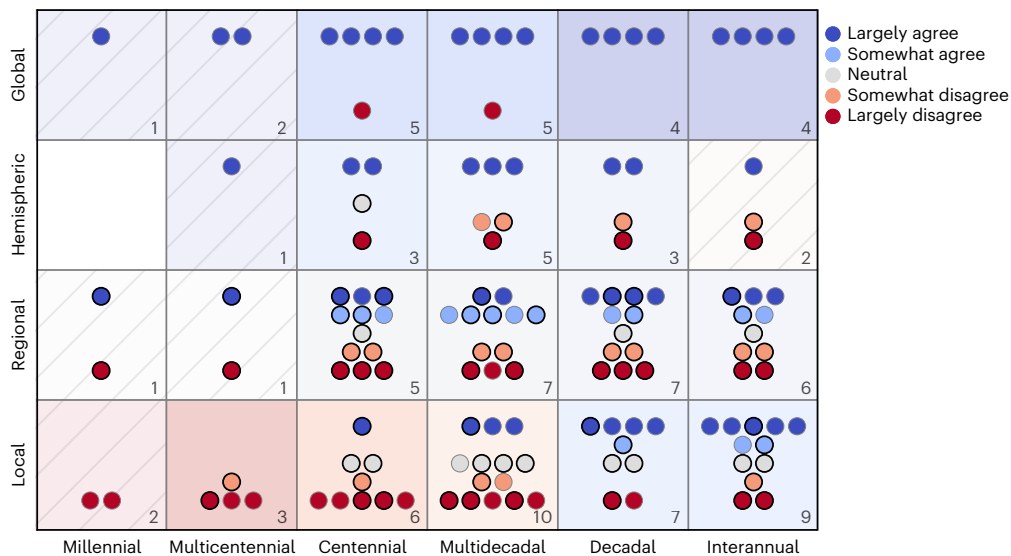 Global
1
2
5
5
4
4
Largely agree
Somewhat agree
Neutral
Somewhat disagree
Largely disagree
Hemispheric
1
3
5
3
2
Regional
1
1
5
7
7
6
Local
2
3
6
10
7
9
Millennial
Multicentennial
Centennial
Multidecadal
Decadal
Interannual